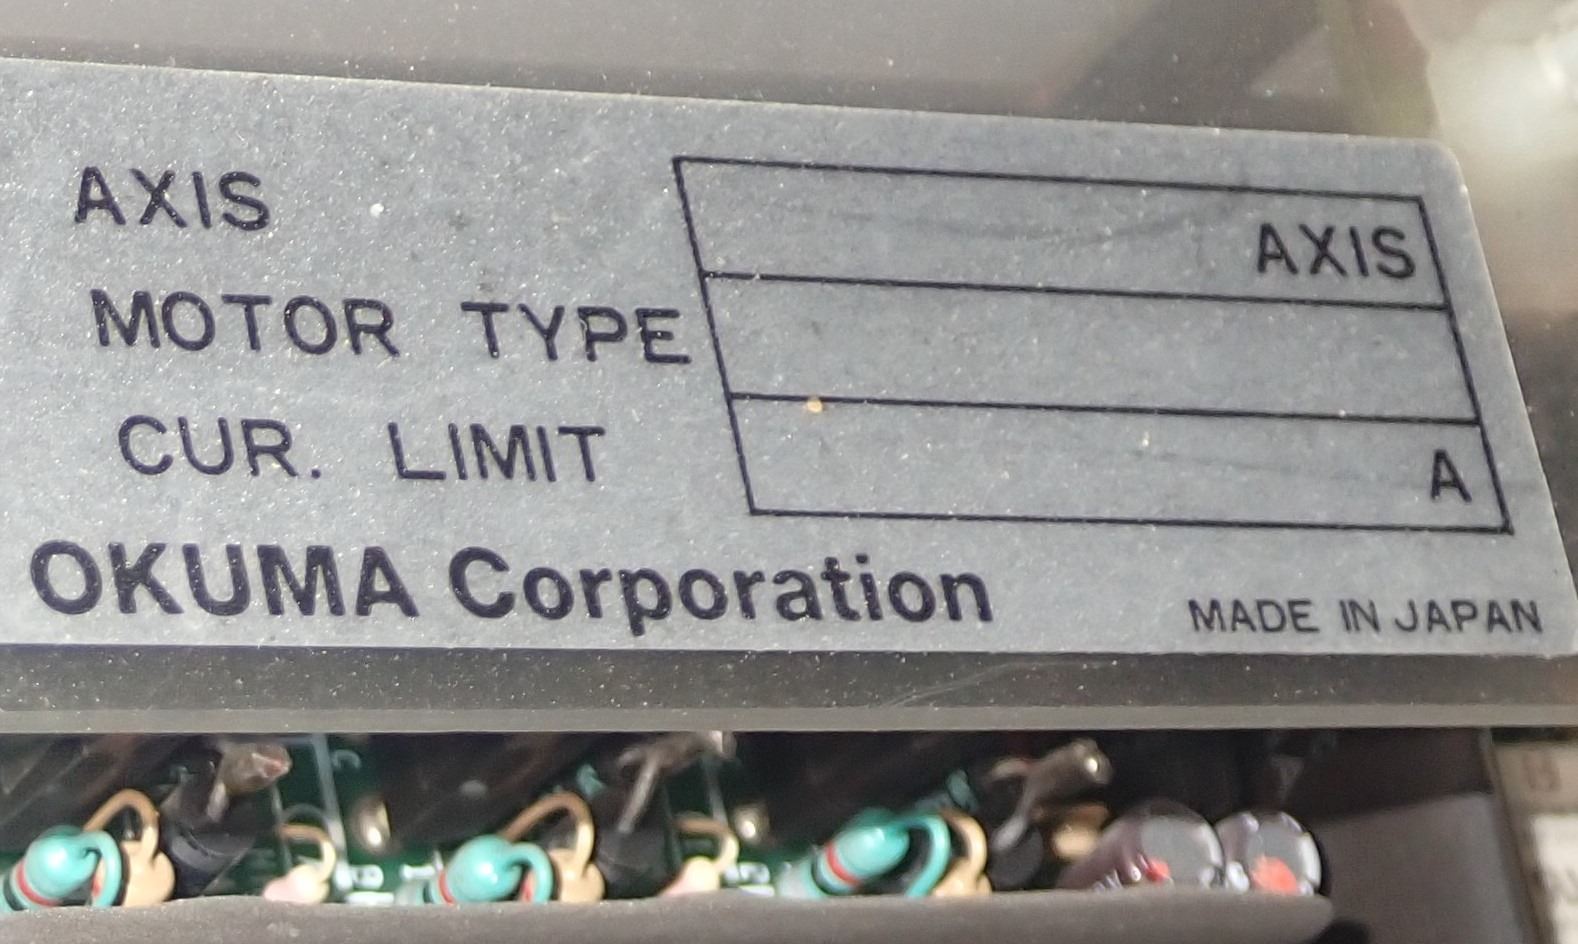 AXIS AXIS
MOTOR TYPE
CUR. LIMIT A
OKUMA Corporation MADE IN JAPAN